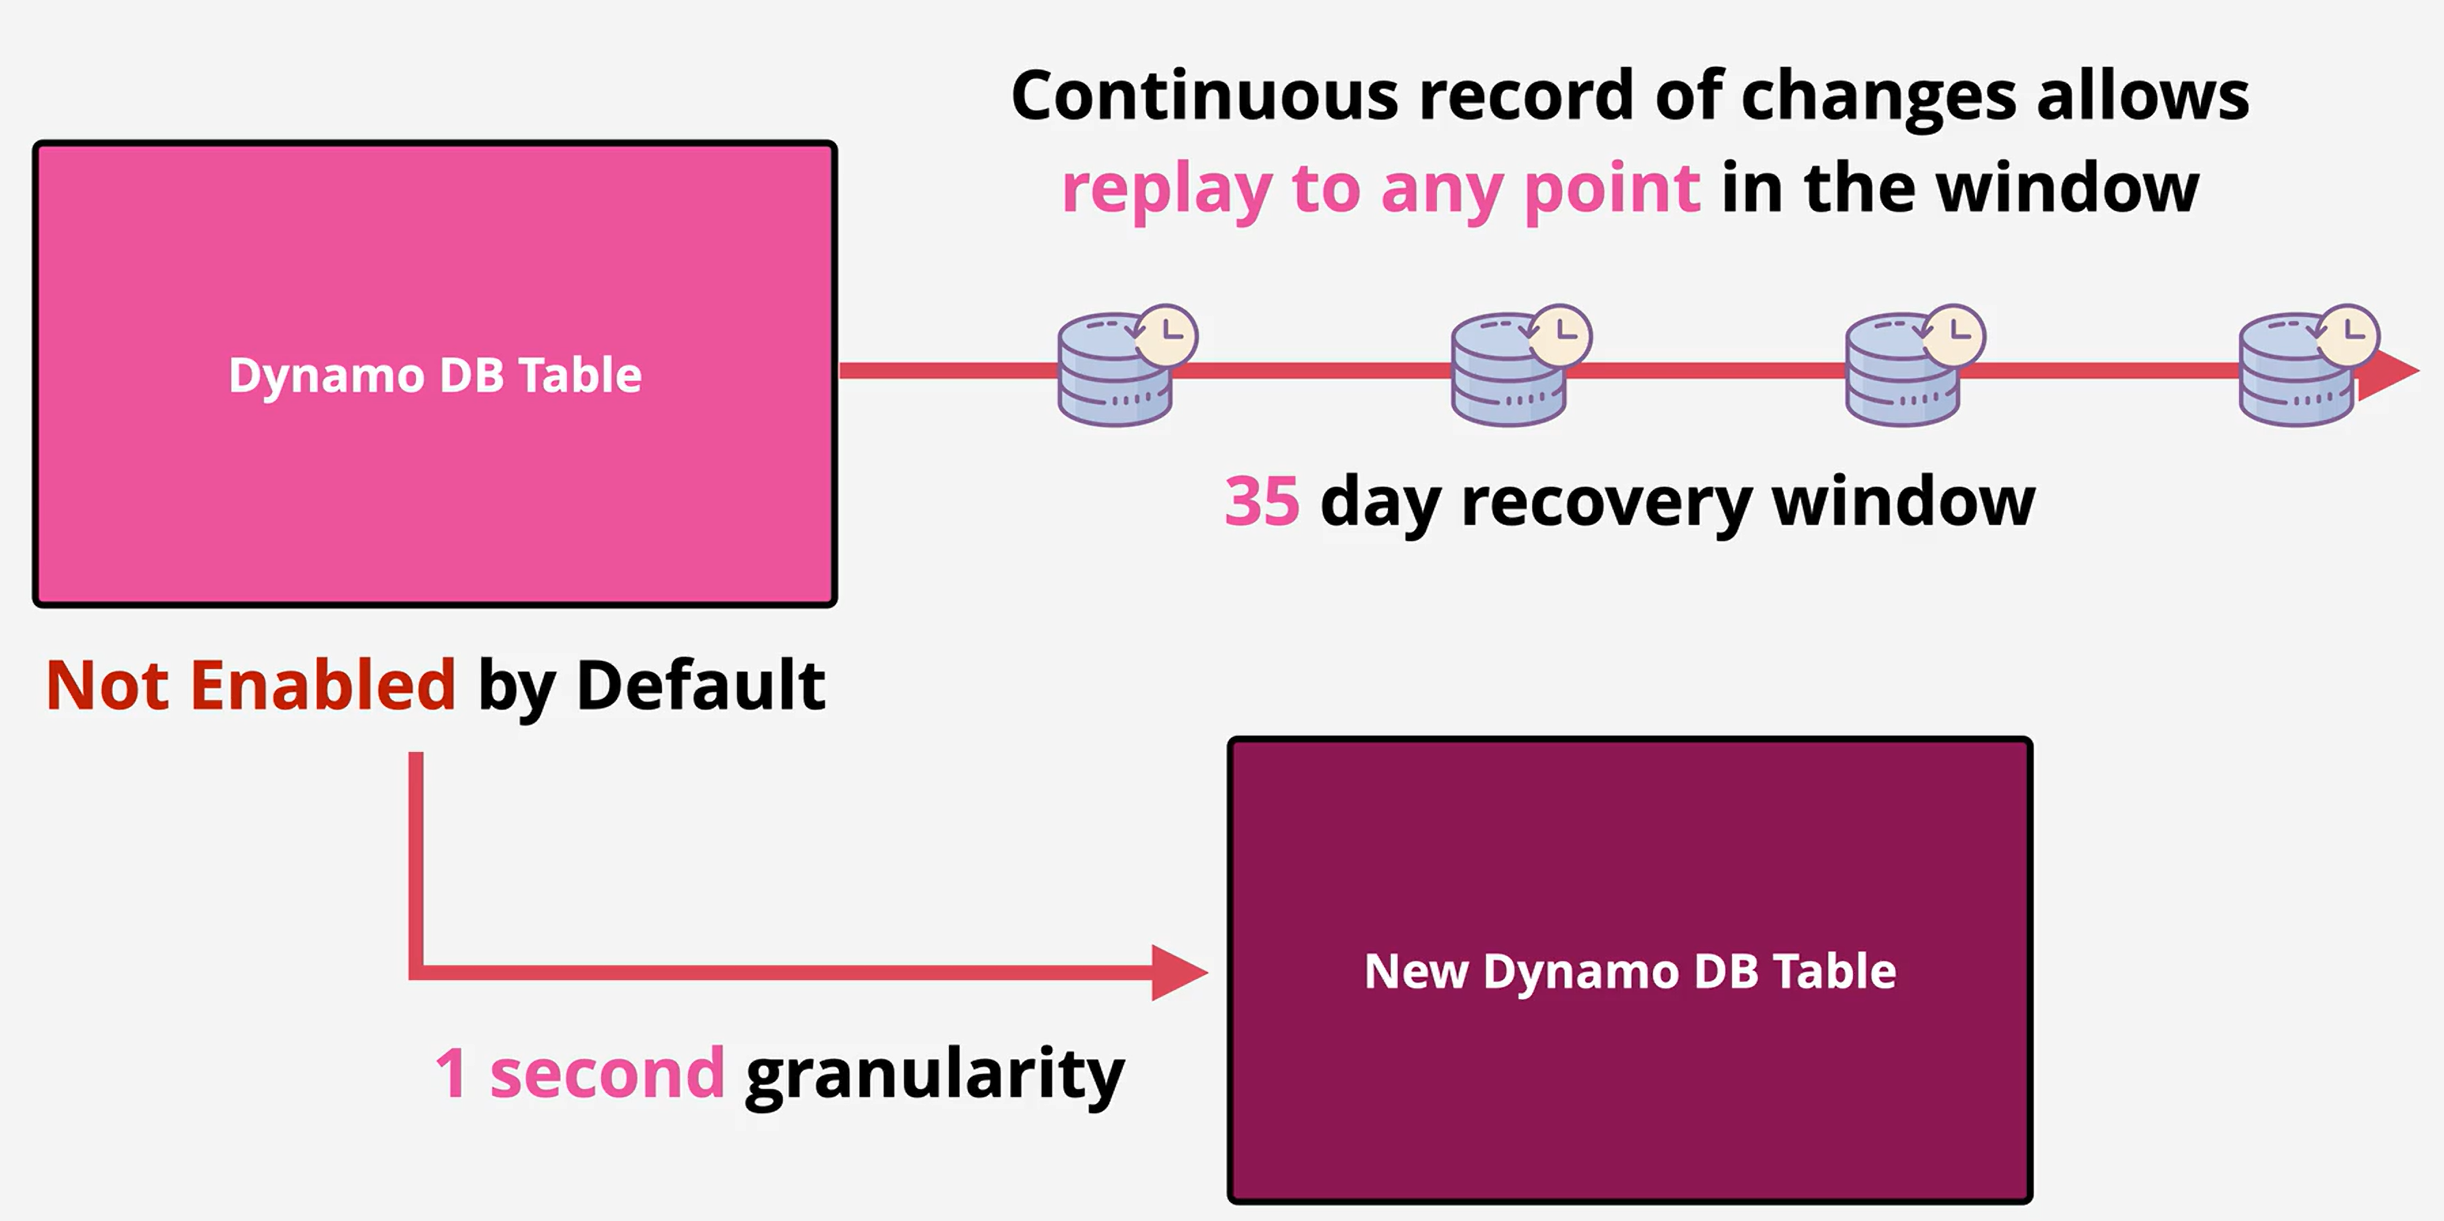 Continuous record of changes allows
replay to any point in the window
Dynamo DB Table
35 day recovery window
Not Enabled by Default
New Dynamo DB Table
1 second granularity